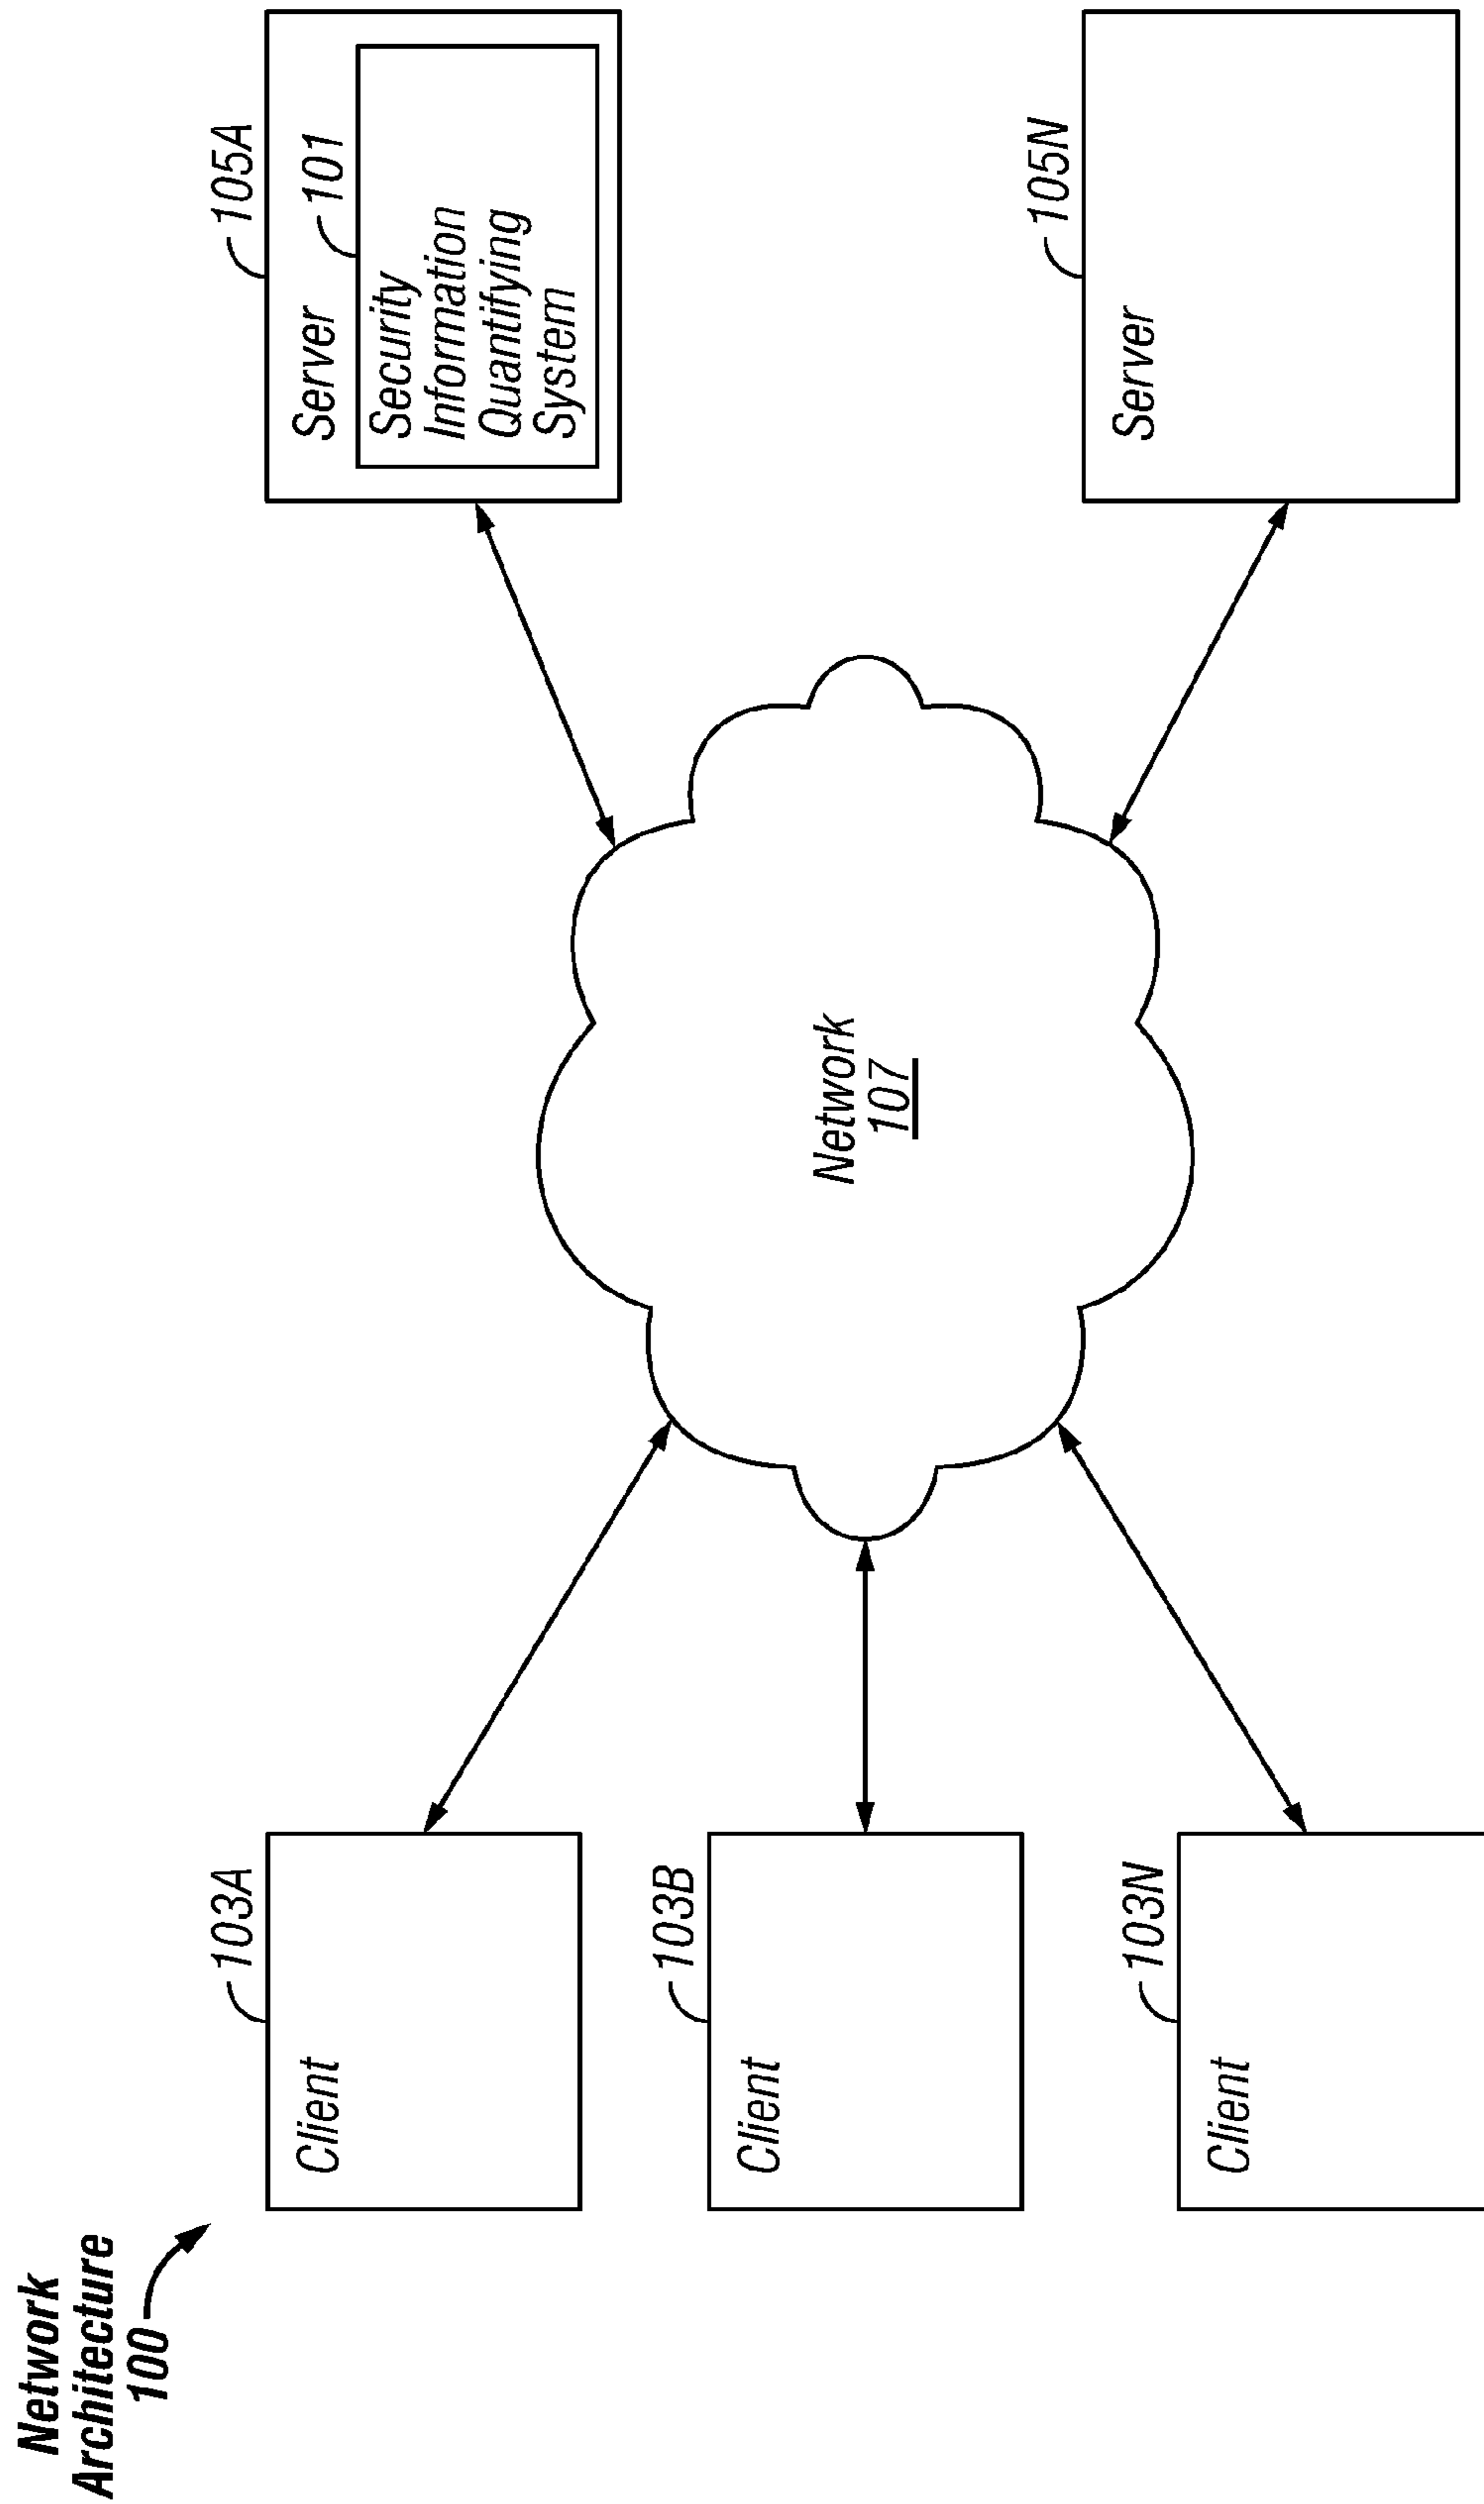 Network
Architecture
100
103A
Client
103B
Client
103N
Client
Network
107
105A
Server
101
Security
Information
Quantifying
System
105N
Server